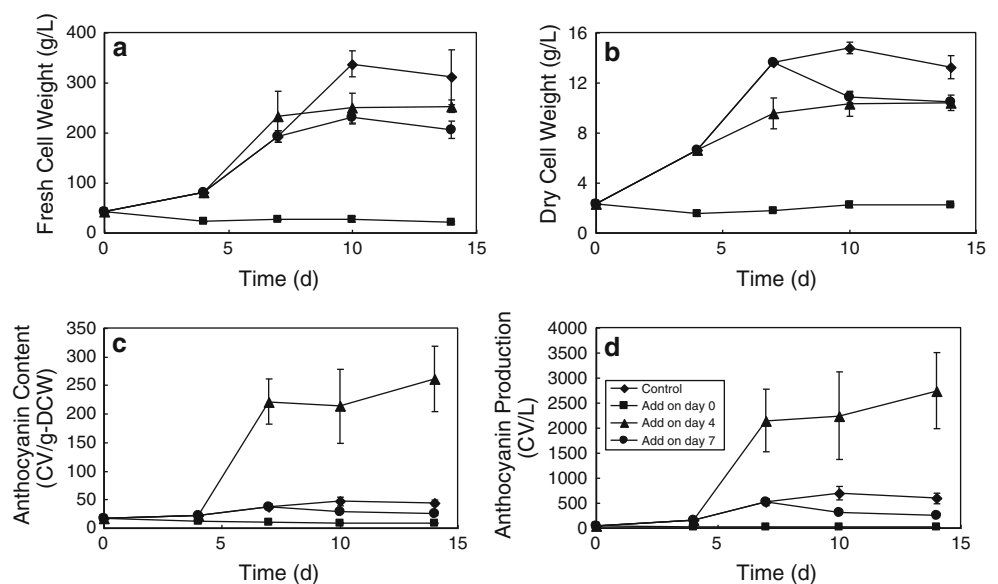 a
Fresh Cell Weight (g/L)
400
300
200
100
0
0 5 10 15
Time (d)
b
Dry Cell Weight (g/L)
16
12
8
4
0
0 5 10 15
Time (d)
c
Anthocyanin Content
(CV/g-DCW)
350
300
250
200
150
100
50
0
0 5 10 15
Time (d)
d
Anthocyanin Production
(CV/L)
4000
3500
3000
2500
2000
1500
1000
500
0
0 5 10 15
Time (d)
Control
Add on day 0
Add on day 4
Add on day 7